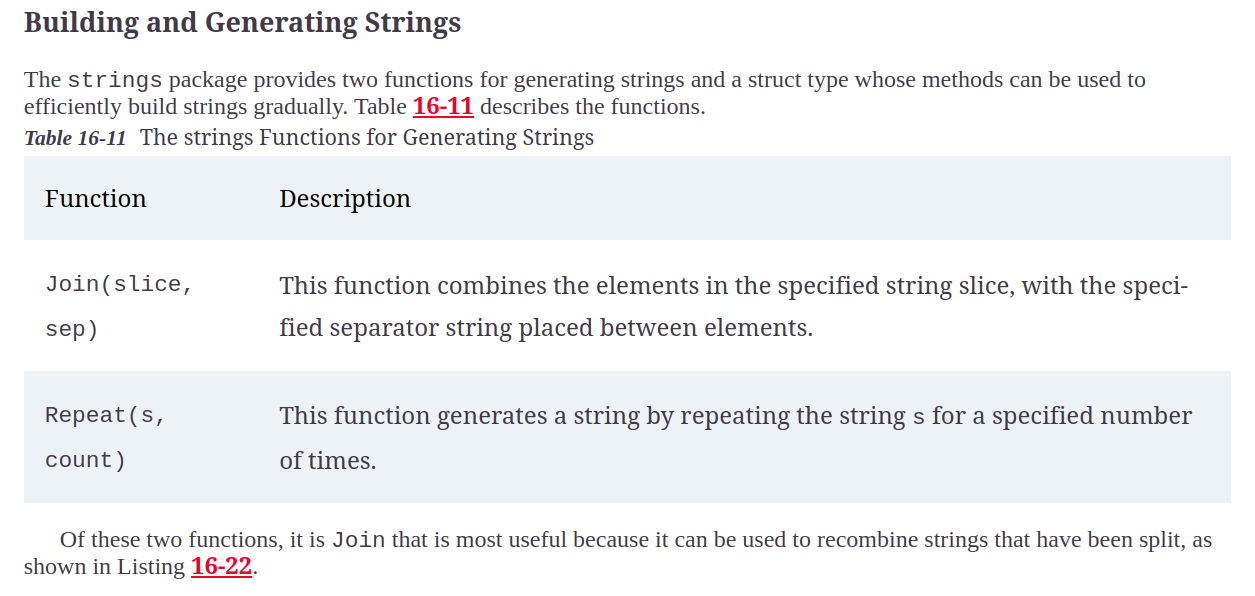 Building and Generating Strings
The strings package provides two functions for generating strings and a struct type whose methods can be used to
efficiently build strings gradually. Table 16-11 describes the functions.
Table 16-11 The strings Functions for Generating Strings
Function Description
Join(slice, This function combines the elements in the specified string slice, with the speci-
sep) fied separator string placed between elements.
Repeat(s, This function generates a string by repeating the string s for a specified number
count) of times.
Of these two functions, it is Join that is most useful because it can be used to recombine strings that have been split, as
shown in Listing 16-22.